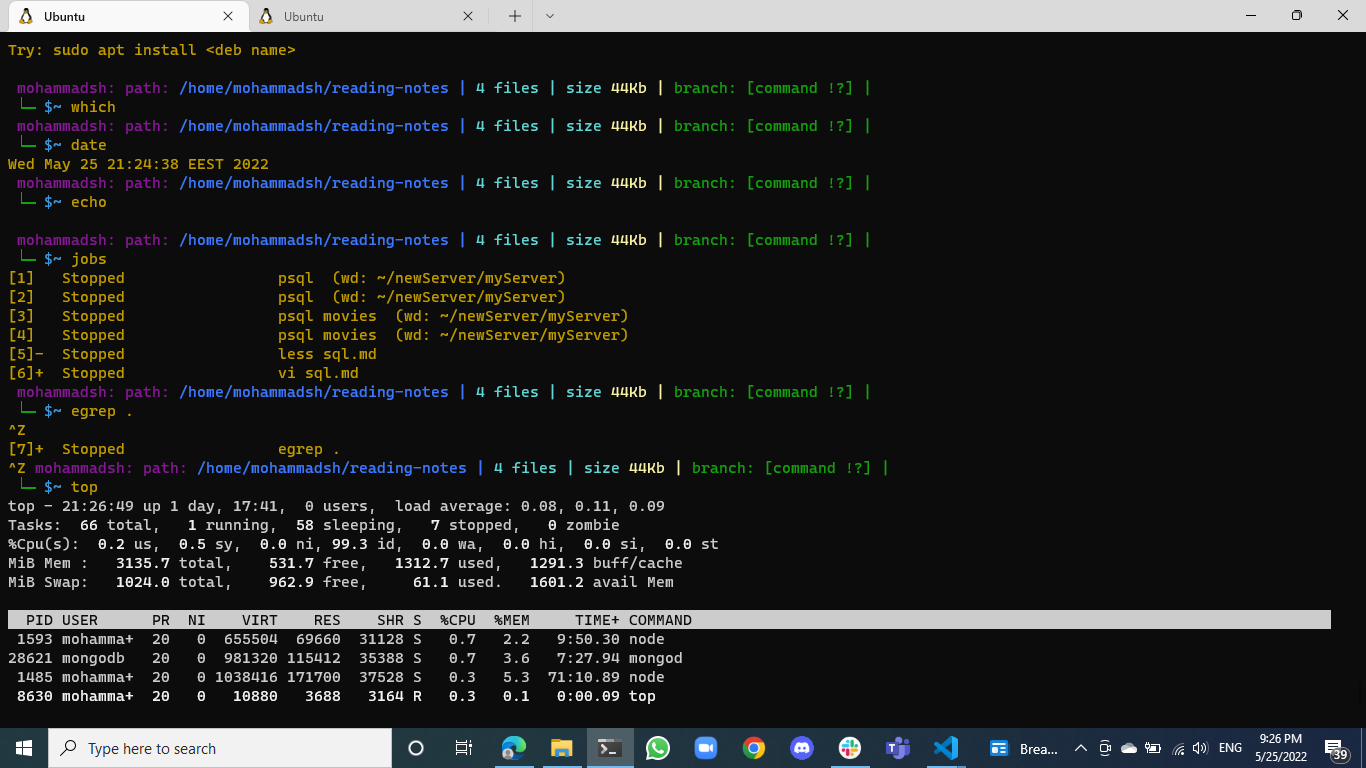 Ubuntu
Ubuntu
Try: sudo apt install <deb name>
mohammadsh: path: /home/mohammadsh/reading-notes | 4 files | size 44Kb | branch: [command !?] |
└─ $~ which
mohammadsh: path: /home/mohammadsh/reading-notes | 4 files | size 44Kb | branch: [command !?] |
└─ $~ date
Wed May 25 21:24:38 EEST 2022
mohammadsh: path: /home/mohammadsh/reading-notes | 4 files | size 44Kb | branch: [command !?] |
└─ $~ echo
mohammadsh: path: /home/mohammadsh/reading-notes | 4 files | size 44Kb | branch: [command !?] |
└─ $~ jobs
[1]   Stopped                 psql  (wd: ~/newServer/myServer)
[2]   Stopped                 psql  (wd: ~/newServer/myServer)
[3]   Stopped                 psql movies  (wd: ~/newServer/myServer)
[4]   Stopped                 psql movies  (wd: ~/newServer/myServer)
[5]-  Stopped                 less sql.md
[6]+  Stopped                 vi sql.md
mohammadsh: path: /home/mohammadsh/reading-notes | 4 files | size 44Kb | branch: [command !?] |
└─ $~ egrep .
^Z
[7]+  Stopped                 egrep .
^Z mohammadsh: path: /home/mohammadsh/reading-notes | 4 files | size 44Kb | branch: [command !?] |
└─ $~ top
top - 21:26:49 up 1 day, 17:41,  0 users,  load average: 0.08, 0.11, 0.09
Tasks:  66 total,   1 running,  58 sleeping,   7 stopped,   0 zombie
%Cpu(s):  0.2 us,  0.5 sy,  0.0 ni, 99.3 id,  0.0 wa,  0.0 hi,  0.0 si,  0.0 st
MiB Mem :   3135.7 total,    531.7 free,   1312.7 used,   1291.3 buff/cache
MiB Swap:   1024.0 total,    962.9 free,     61.1 used.   1601.2 avail Mem
PID USER      PR  NI    VIRT    RES    SHR S  %CPU  %MEM     TIME+ COMMAND
1593 mohamma+  20   0  655504  69660  31128 S   0.7   2.2   9:50.30 node
28621 mongodb   20   0  981320 115412  35388 S   0.7   3.6   7:27.94 mongod
1485 mohamma+  20   0 1038416 171700  37528 S   0.3   5.3  71:10.89 node
8630 mohamma+  20   0   10880   3688   3164 R   0.3   0.1   0:00.09 top
Type here to search
Brea...
ENG
9:26 PM
5/25/2022
39